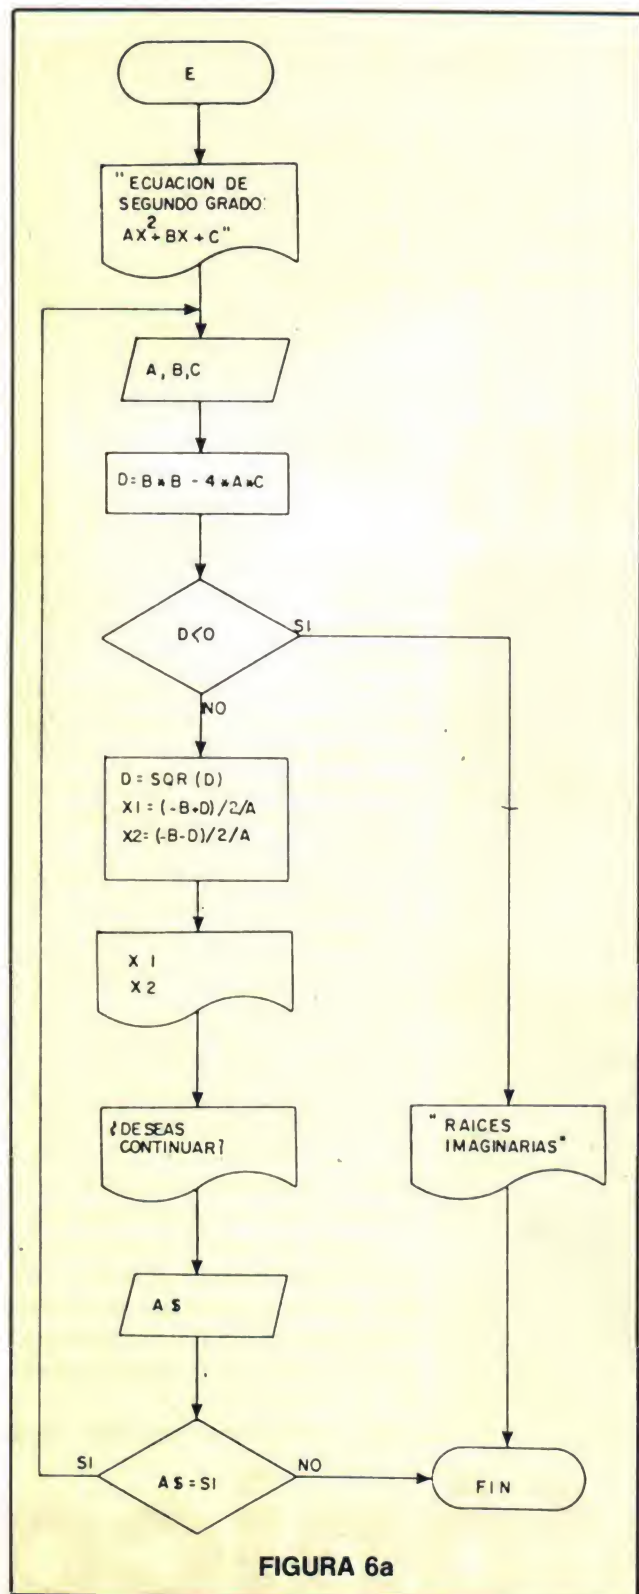 E
"ECUACION DE
SEGUNDO GRADO:
AX²+BX+C"
A, B,C
D=B*B - 4*A*C
D<0
SI
NO
D= SQR (D)
X1=(-B+D)/2/A
X2=(-B-D)/2/A
X 1
X 2
¿DESEAS
CONTINUAR?
"RAICES
IMAGINARIAS"
A$
SI
A$=SI
NO
FIN
FIGURA 6a